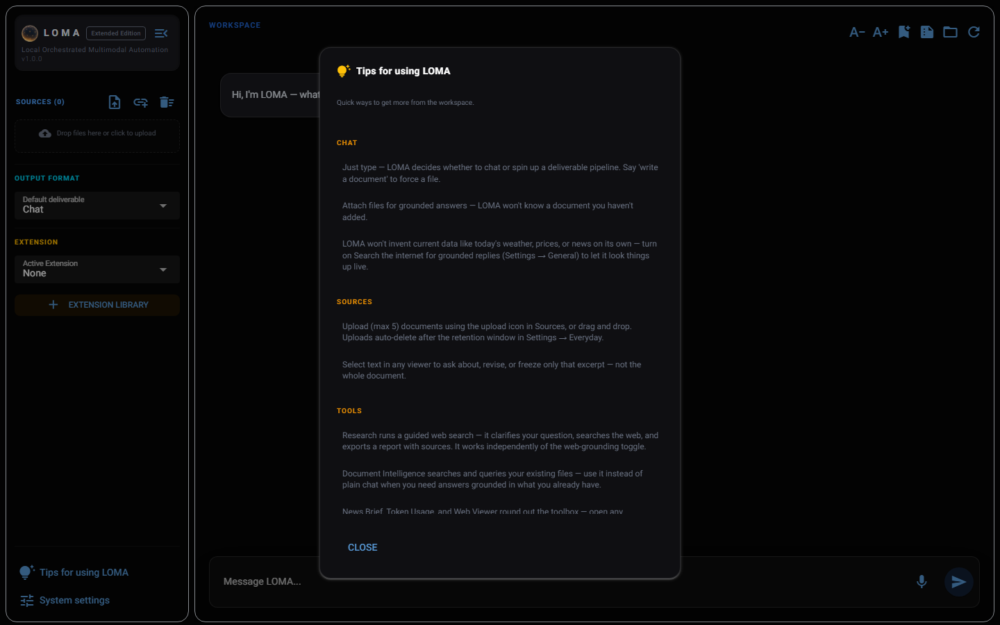 LOMA
Extended Edition
Local Orchestrated Multimodal Automation
v1.0.0
SOURCES (0)
Drop files here or click to upload
OUTPUT FORMAT
Default deliverable
Chat
EXTENSION
Active Extension
None
EXTENSION LIBRARY
Tips for using LOMA
System settings
WORKSPACE
A− A+
Hi, I'm LOMA — what
Tips for using LOMA
Quick ways to get more from the workspace.
CHAT
Just type — LOMA decides whether to chat or spin up a deliverable pipeline. Say 'write
a document' to force a file.
Attach files for grounded answers — LOMA won't know a document you haven't
added.
LOMA won't invent current data like today's weather, prices, or news on its own — turn
on Search the internet for grounded replies (Settings → General) to let it look things
up live.
SOURCES
Upload (max 5) documents using the upload icon in Sources, or drag and drop.
Uploads auto-delete after the retention window in Settings → Everyday.
Select text in any viewer to ask about, revise, or freeze only that excerpt — not the
whole document.
TOOLS
Research runs a guided web search — it clarifies your question, searches the web, and
exports a report with sources. It works independently of the web-grounding toggle.
Document Intelligence searches and queries your existing files — use it instead of
plain chat when you need answers grounded in what you already have.
News Brief, Token Usage, and Web Viewer round out the toolbox — open any
CLOSE
Message LOMA...